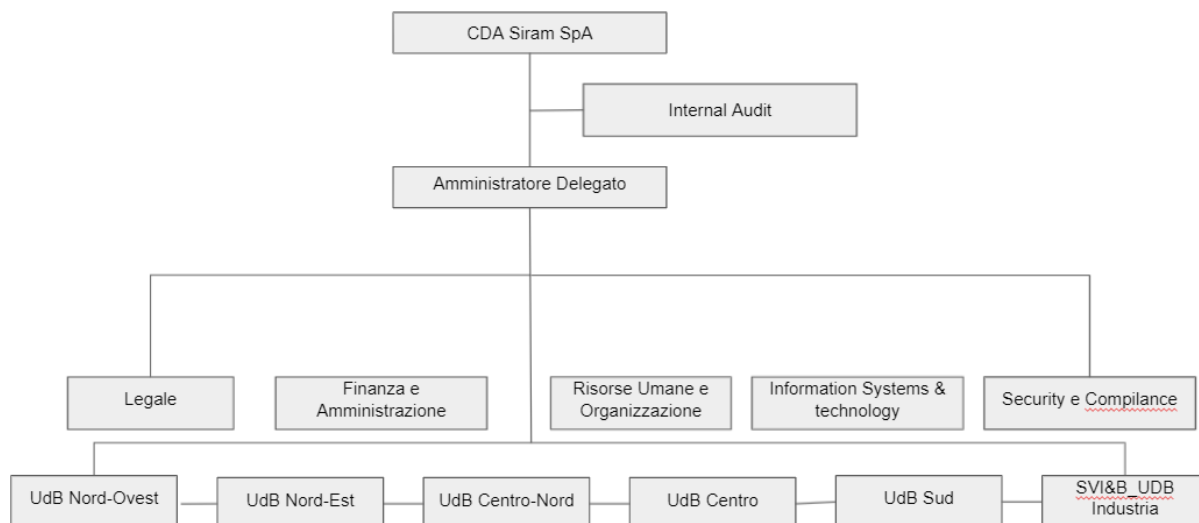 CDA Siram SpA
Internal Audit
Amministratore Delegato
Legale
Finanza e
Amministrazione
Risorse Umane e
Organizzazione
Information Systems &
technology
Security e Compilance
UdB Nord-Ovest
UdB Nord-Est
UdB Centro-Nord
UdB Centro
UdB Sud
SVI&B_UDB
Industria